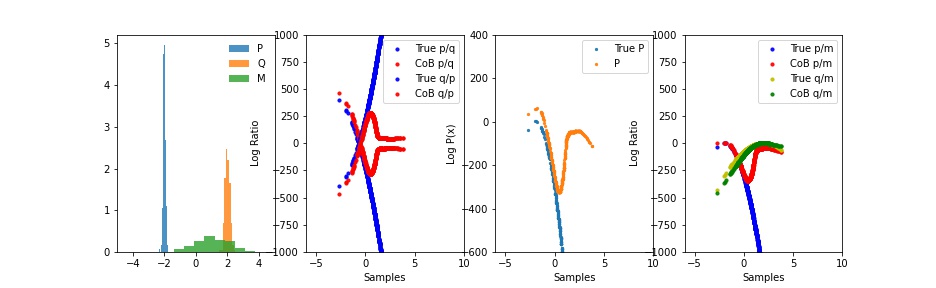 5
4
3
2
1
0
−4
−2
0
2
4
P
Q
M
Log Ratio
1000
750
500
250
0
−250
−500
−750
1000
−5
0
5
10
Samples
True p/q
CoB p/q
True q/p
CoB q/p
Log P(x)
400
200
0
−200
−400
−600
−5
0
5
10
Samples
True P
P
Log Ratio
1000
750
500
250
0
−250
−500
−750
1000
−5
0
5
10
Samples
True p/m
CoB p/m
True q/m
CoB q/m